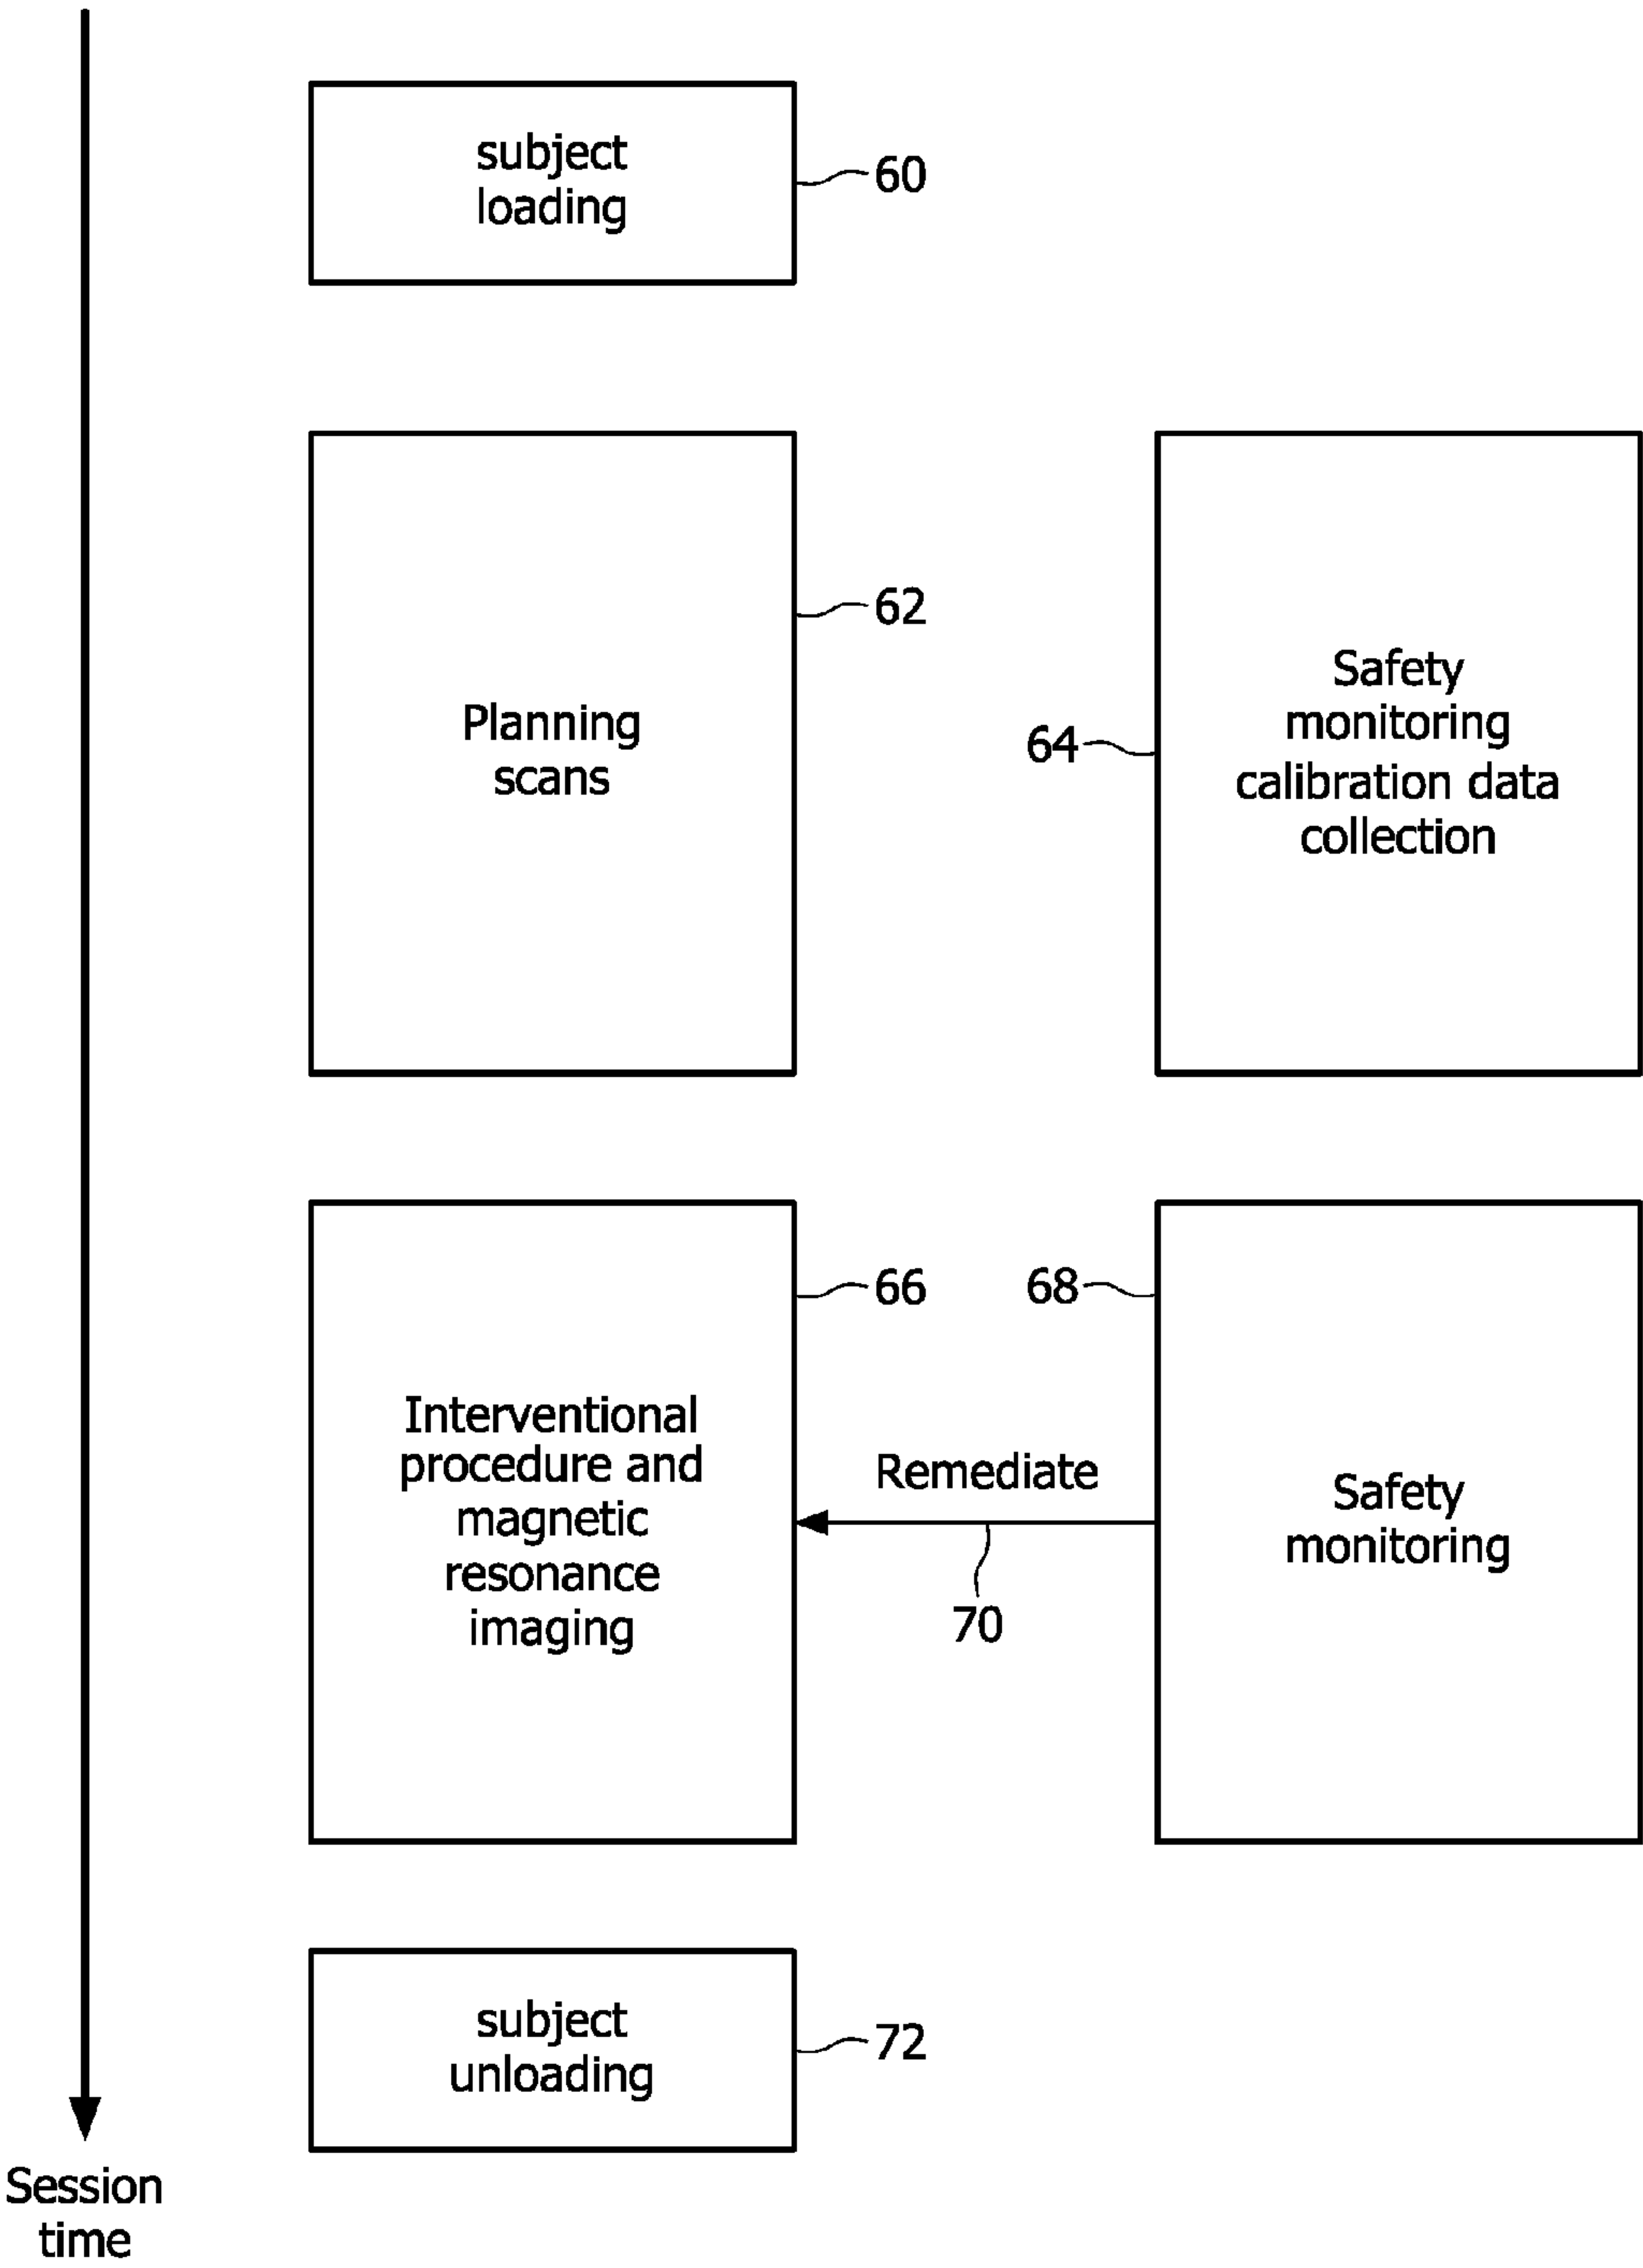 subject
loading
60
Planning
scans
62
64
Safety
monitoring
calibration data
collection
Interventional
procedure and
magnetic
resonance
imaging
66
68
Remediate
70
Safety
monitoring
subject
unloading
72
Session
time